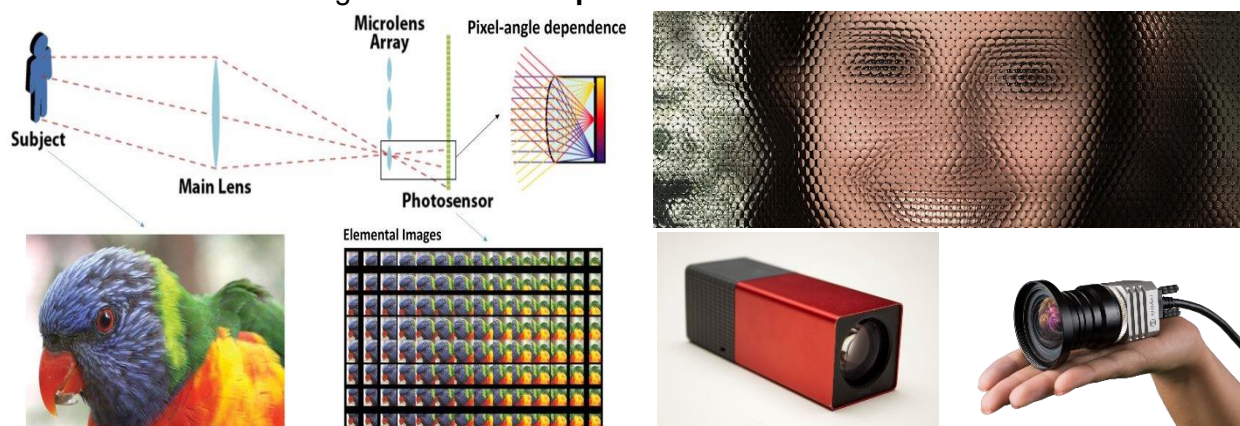 Microlens
Array
Pixel-angle dependence
Subject
Main Lens
Photosensor
Elemental Images